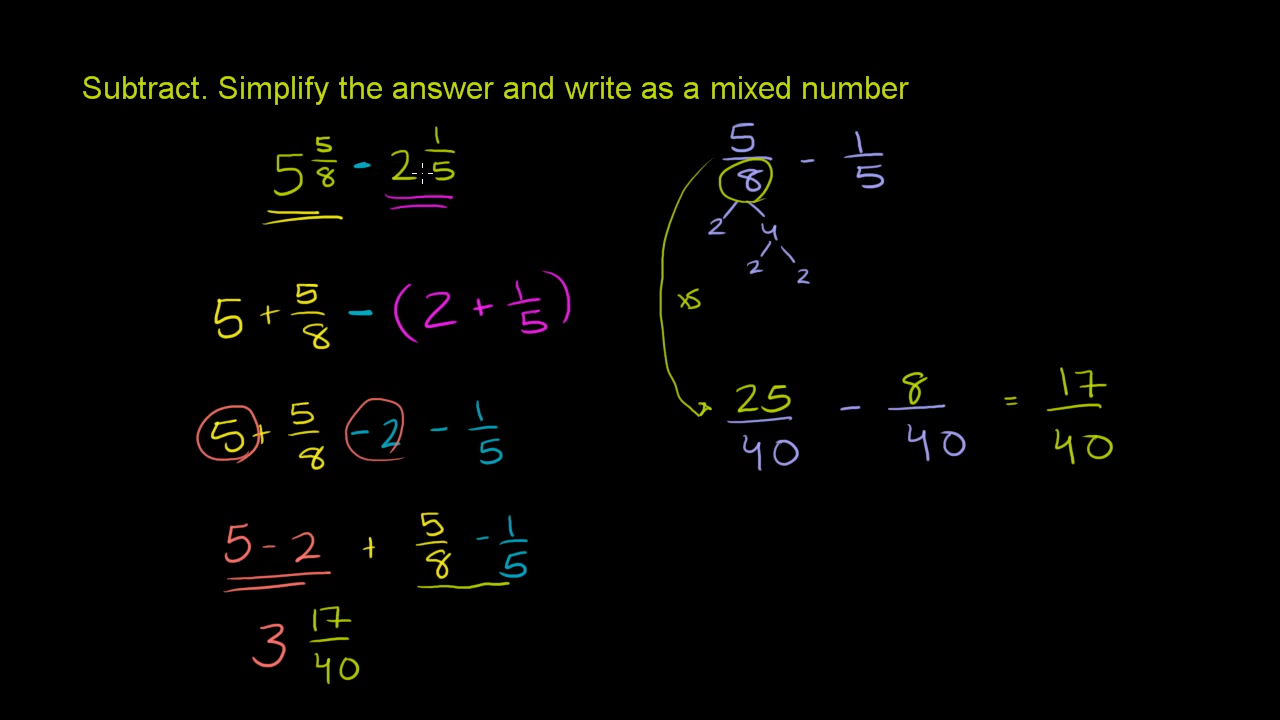 Subtract. Simplify the answer and write as a mixed number
5 5/8 - 2 1/5
5 + 5/8 - (2 + 1/5)
5 + 5/8 - 2 - 1/5
5 - 2 + 5/8 - 1/5
3 17/40
5/8 - 1/5
2 4
2 2
x5
25/40 - 8/40 = 17/40